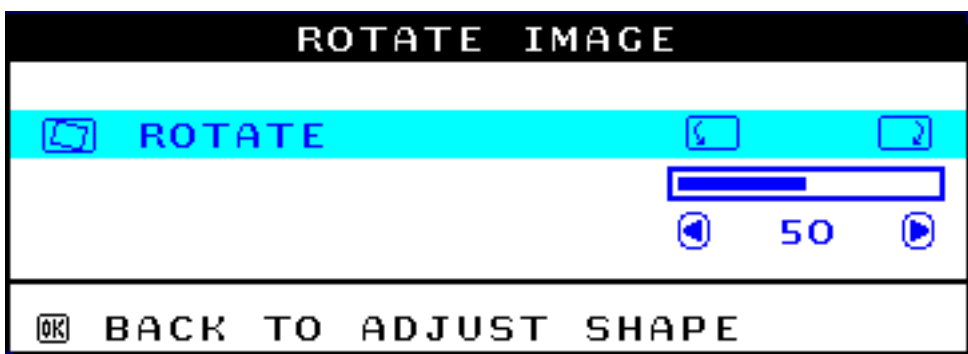 ROTATE IMAGE
ROTATE
50
OK BACK TO ADJUST SHAPE